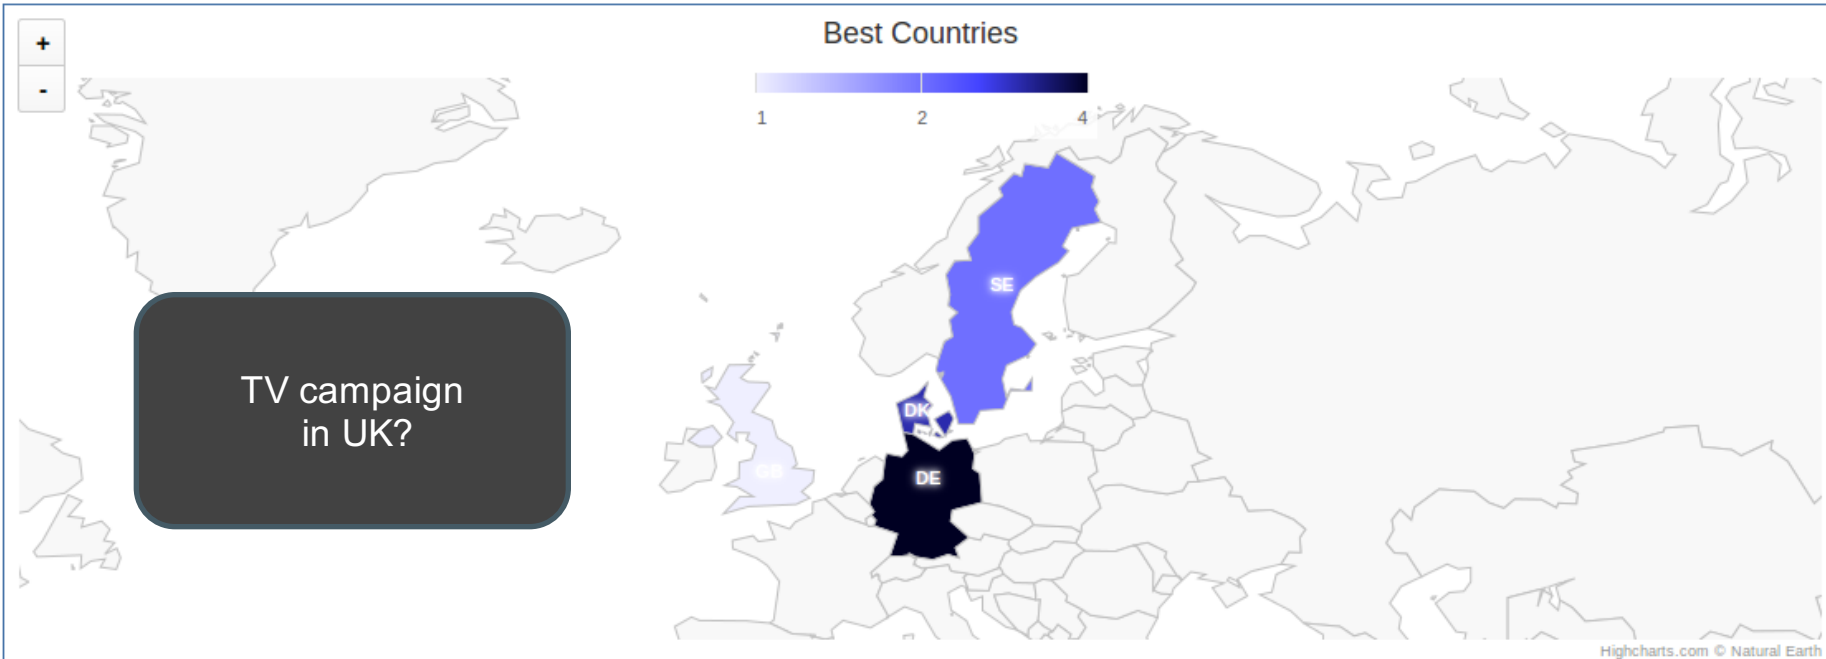 +
Best Countries
-
1 2 4
SE
TV campaign
in UK?
DK
GB
DE
Highcharts.com © Natural Earth